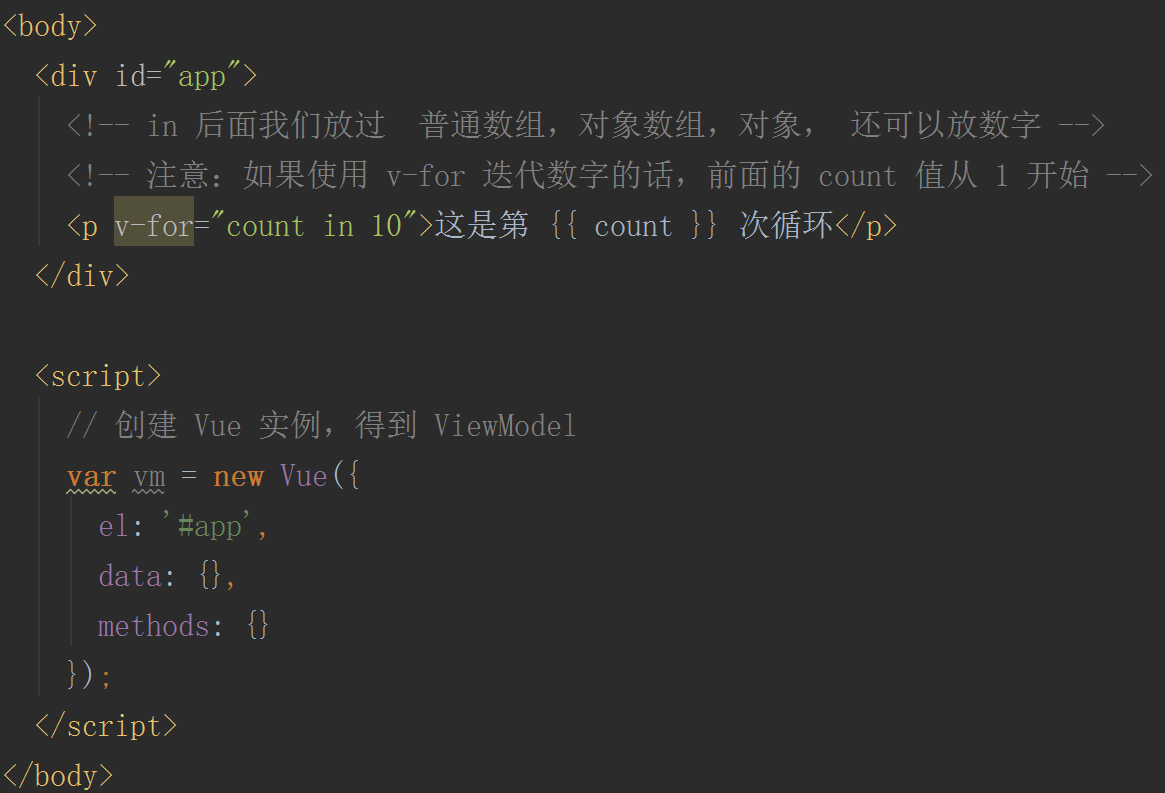 <body>
<div id="app">
<!-- in 后面我们放过  普通数组，对象数组，对象， 还可以放数字 -->
<!-- 注意：如果使用 v-for 迭代数字的话，前面的 count 值从 1 开始 -->
<p v-for="count in 10">这是第 {{ count }} 次循环</p>
</div>
<script>
// 创建 Vue 实例，得到 ViewModel
var vm = new Vue({
el: '#app',
data: {},
methods: {}
});
</script>
</body>